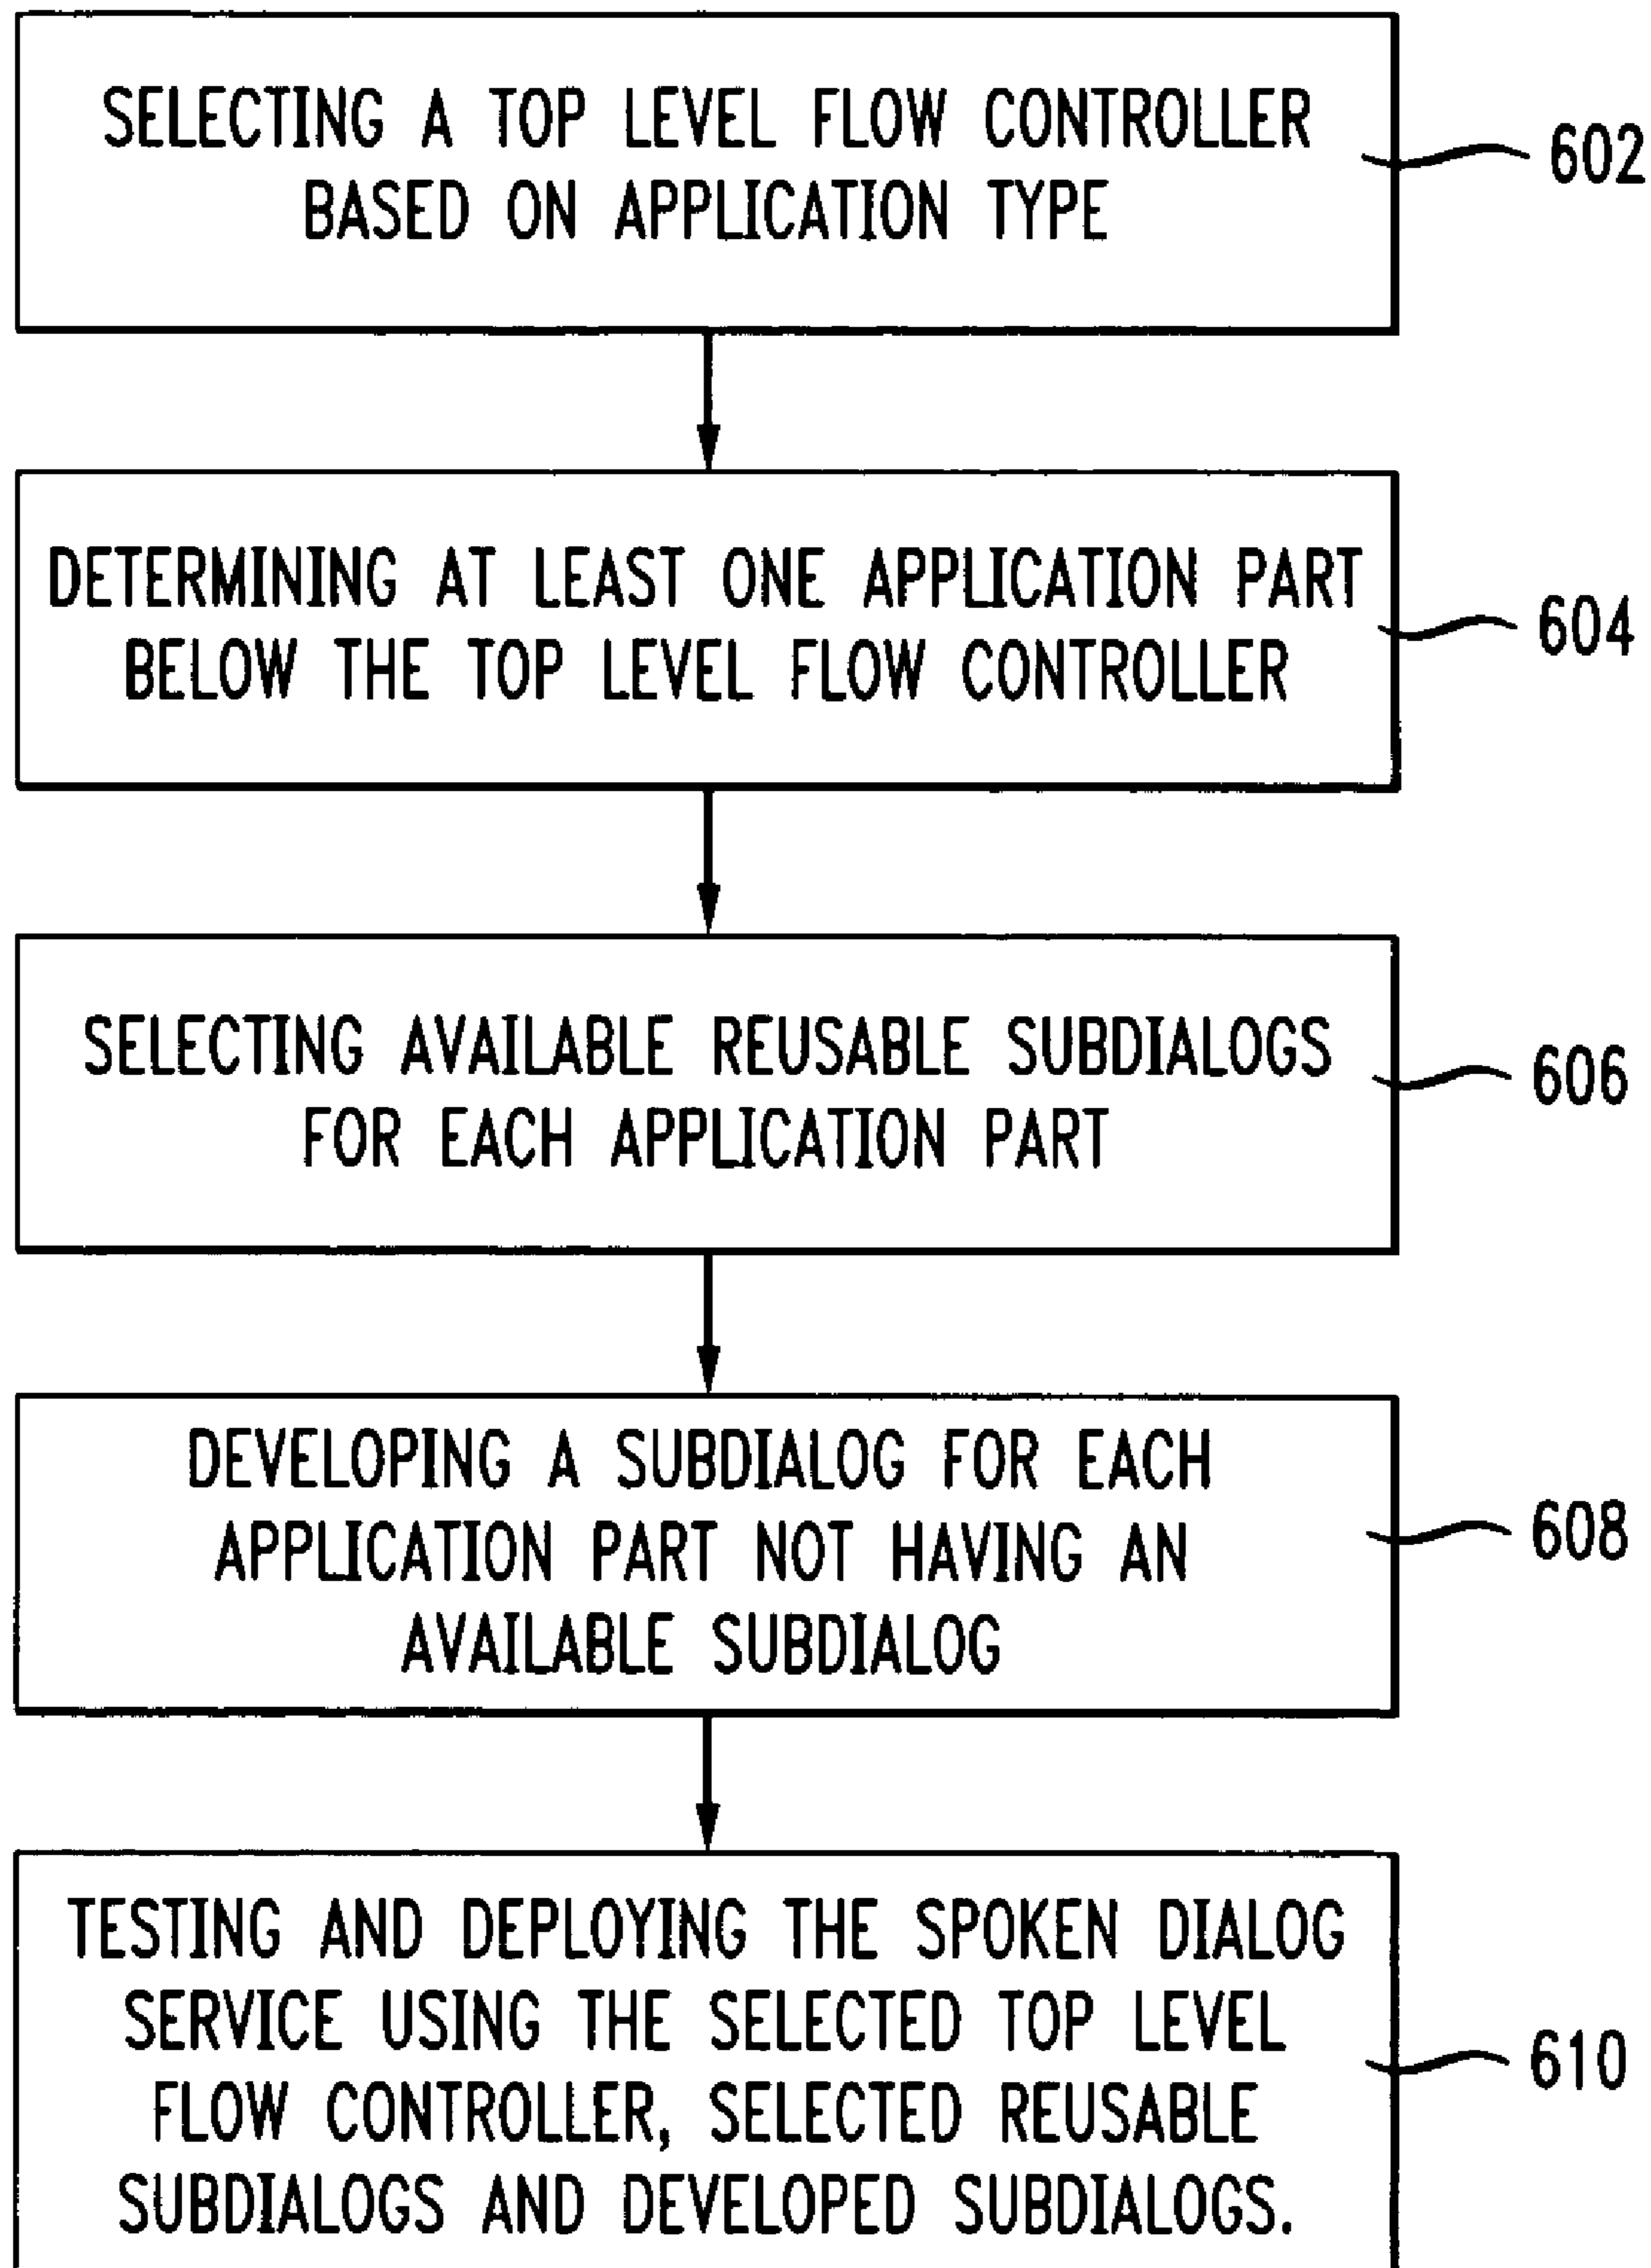 SELECTING A TOP LEVEL FLOW CONTROLLER
BASED ON APPLICATION TYPE
602
DETERMINING AT LEAST ONE APPLICATION PART
BELOW THE TOP LEVEL FLOW CONTROLLER
604
SELECTING AVAILABLE REUSABLE SUBDIALOGS
FOR EACH APPLICATION PART
606
DEVELOPING A SUBDIALOG FOR EACH
APPLICATION PART NOT HAVING AN
AVAILABLE SUBDIALOG
608
TESTING AND DEPLOYING THE SPOKEN DIALOG
SERVICE USING THE SELECTED TOP LEVEL
FLOW CONTROLLER, SELECTED REUSABLE
SUBDIALOGS AND DEVELOPED SUBDIALOGS.
610